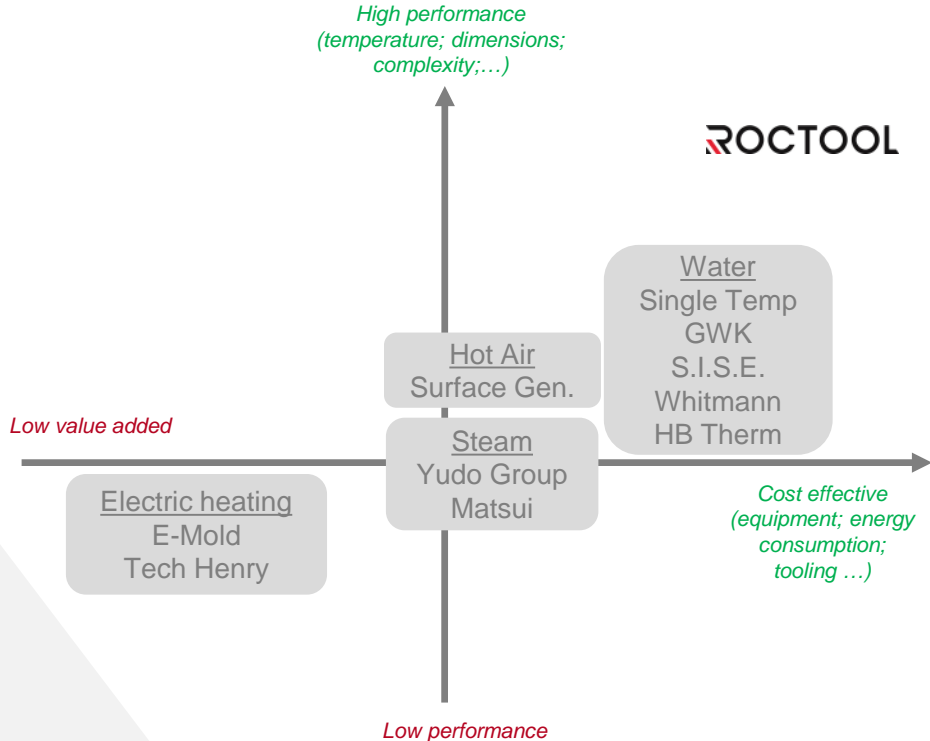 High performance
(temperature; dimensions;
complexity;…)
ROCTOOL
Water
Single Temp
GWK
S.I.S.E.
Whitmann
HB Therm
Hot Air
Surface Gen.
Low value added
Steam
Yudo Group
Matsui
Electric heating
E-Mold
Tech Henry
Cost effective
(equipment; energy
consumption;
tooling …)
Low performance